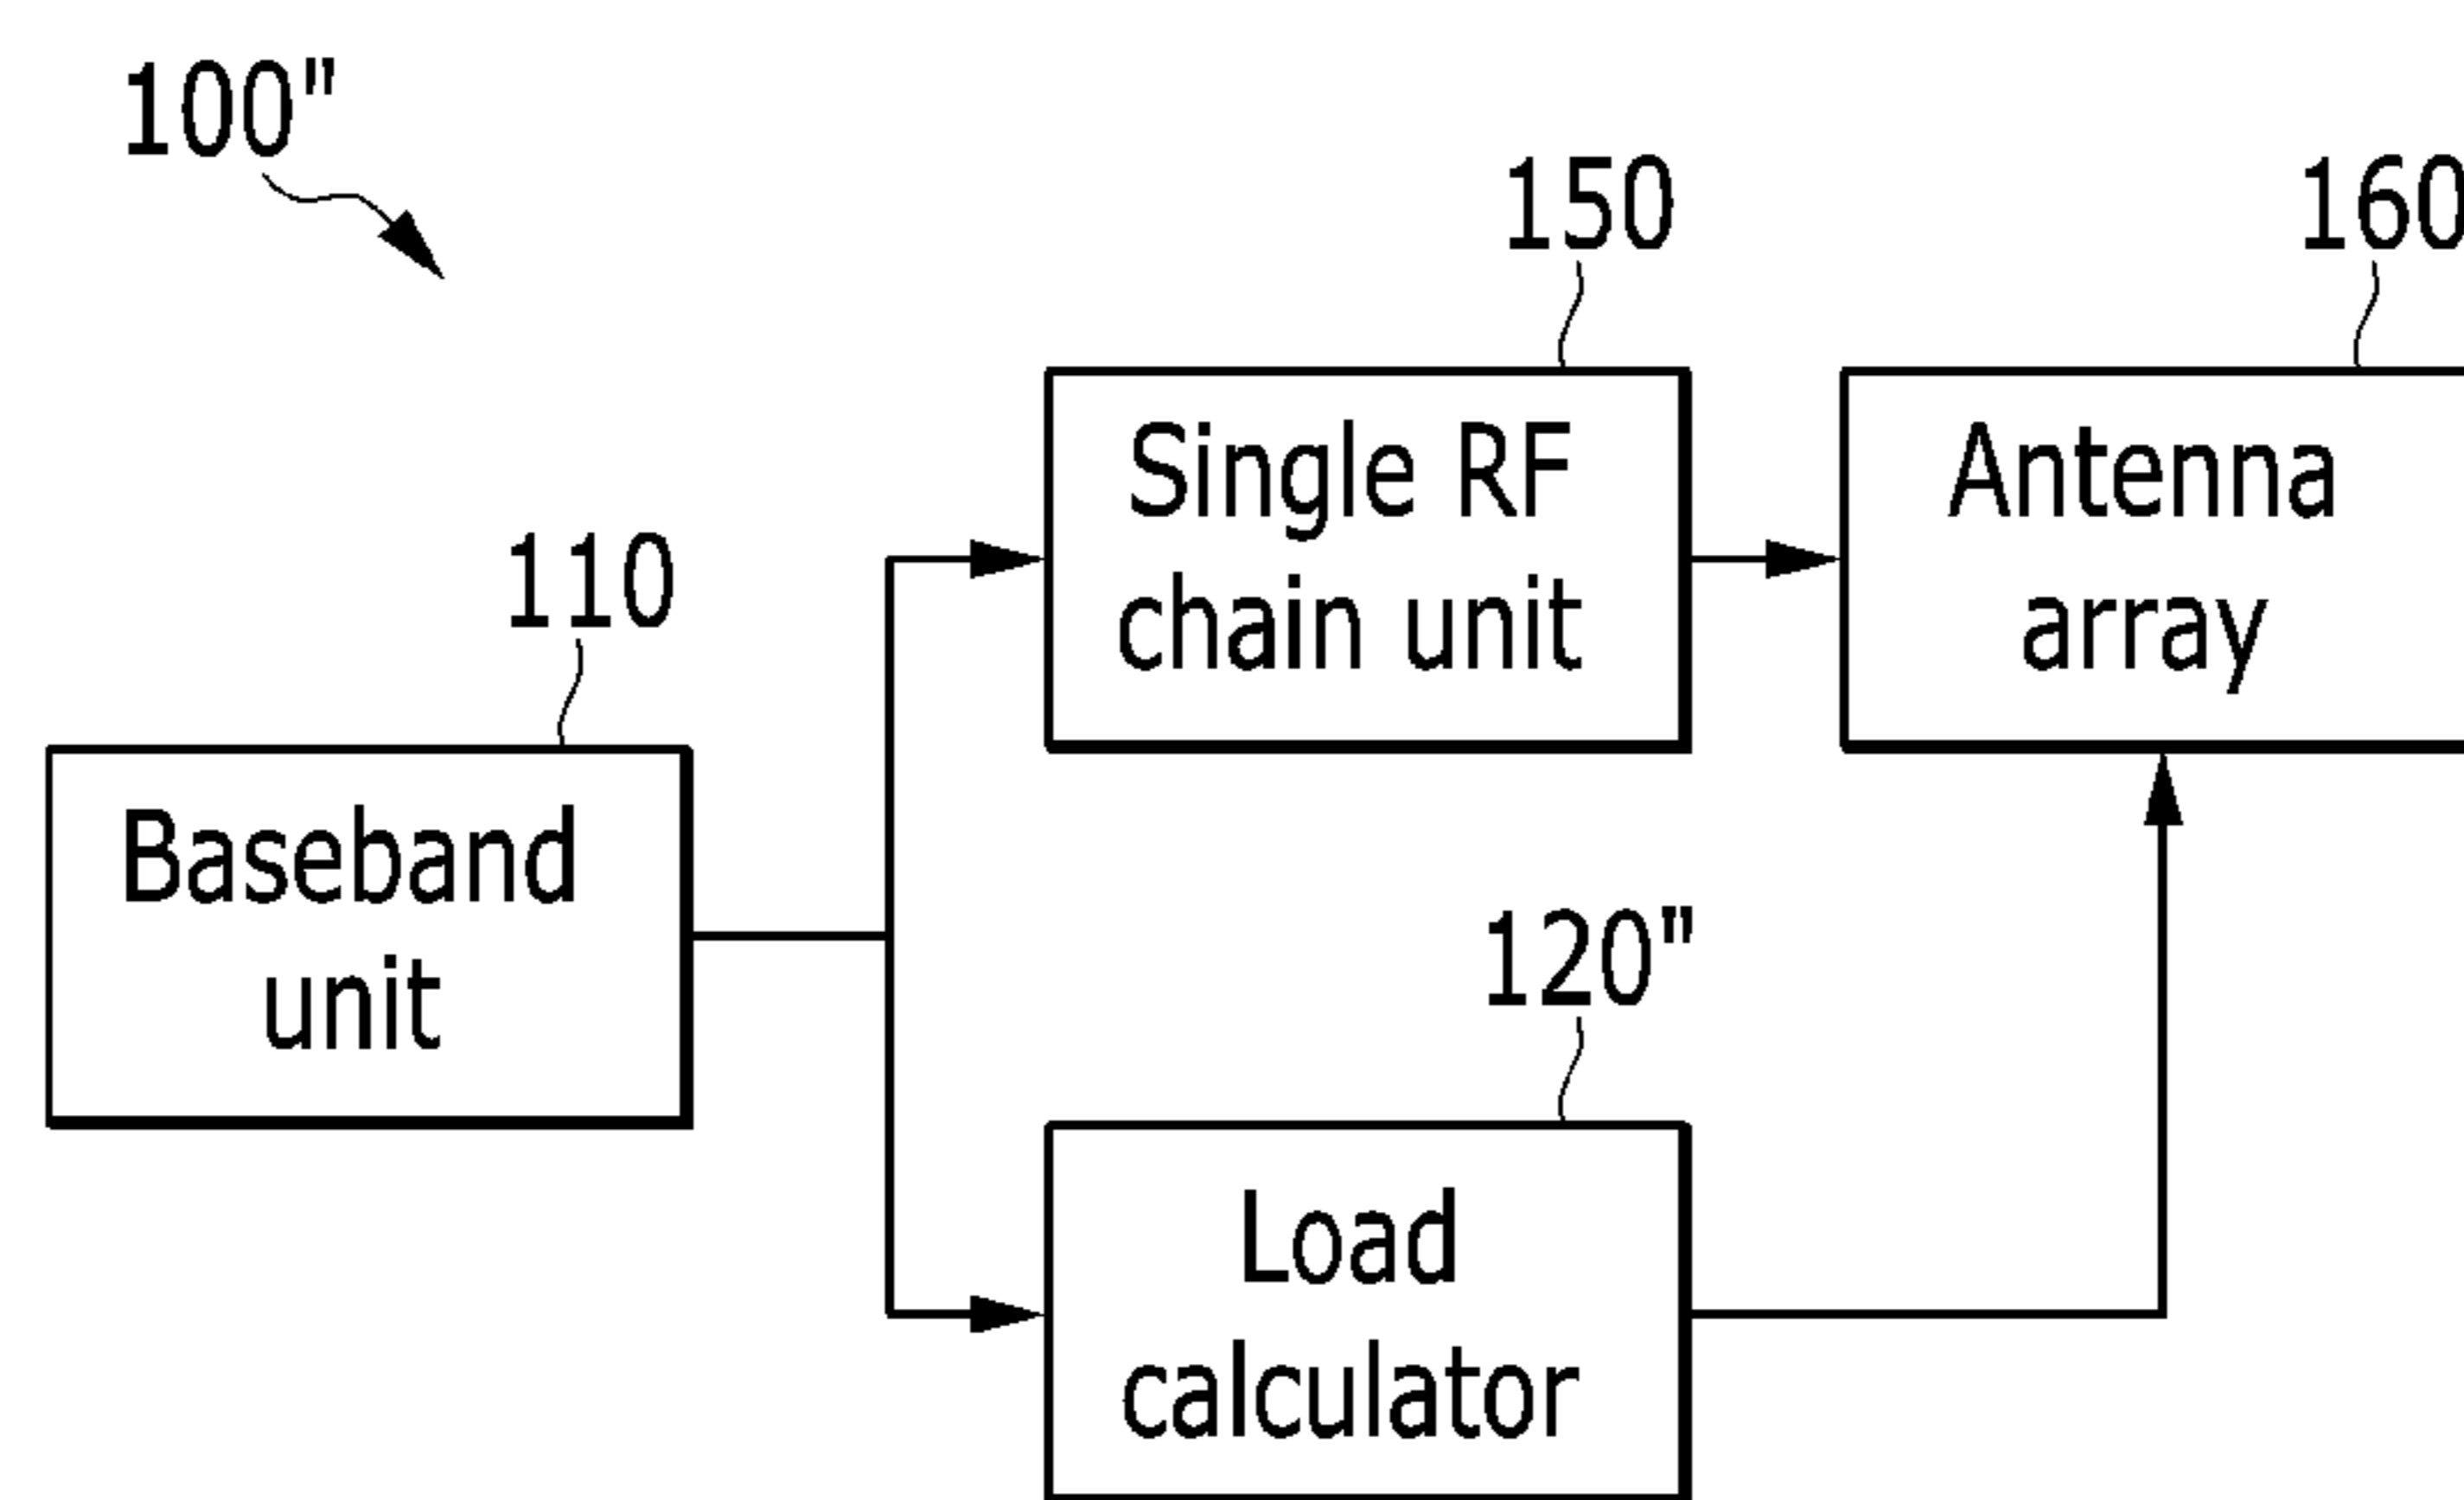 100"
150
160
Single RF
chain unit
Antenna
array
110
Baseband
unit
120"
Load
calculator